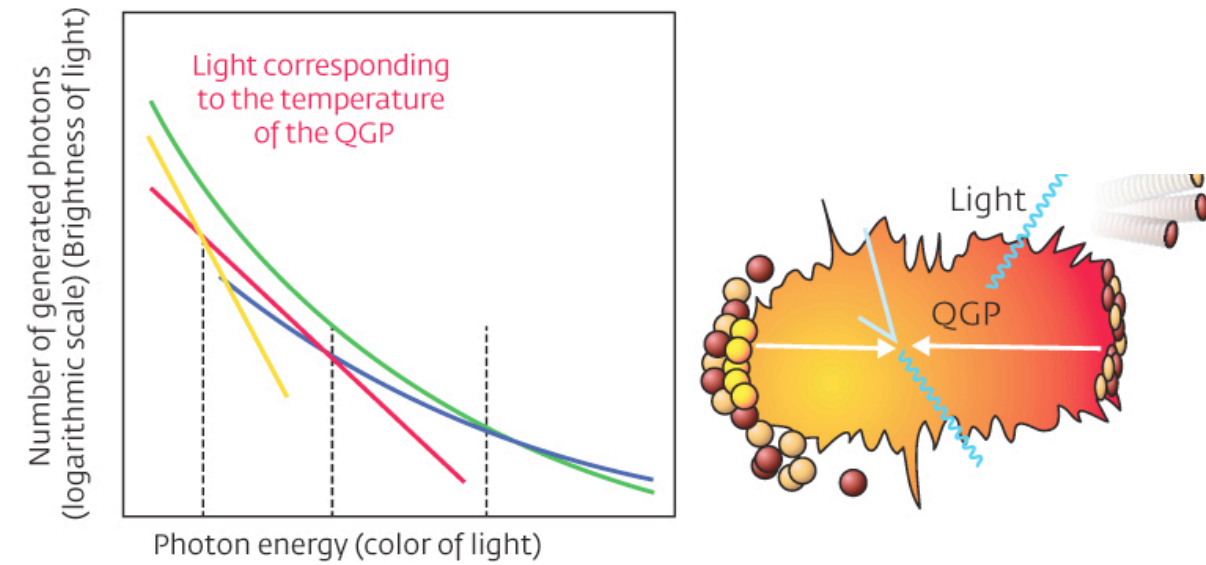 Number of generated photons
(logarithmic scale) (Brightness of light)
Light corresponding
to the temperature
of the QGP
Photon energy (color of light)
Light
QGP